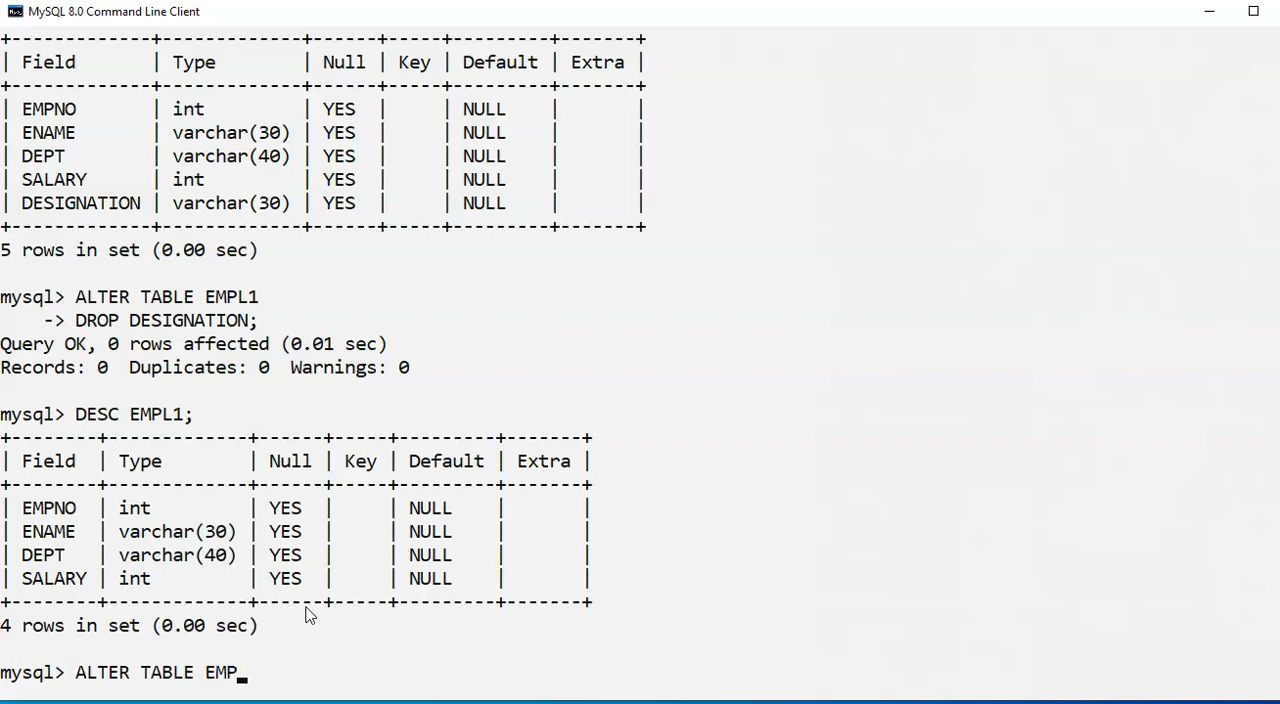 MySQL 8.0 Command Line Client
+-------------+-------------+------+-----+---------+-------+
| Field       | Type        | Null | Key | Default | Extra |
+-------------+-------------+------+-----+---------+-------+
| EMPNO       | int         | YES  |     | NULL    |       |
| ENAME       | varchar(30) | YES  |     | NULL    |       |
| DEPT        | varchar(40) | YES  |     | NULL    |       |
| SALARY      | int         | YES  |     | NULL    |       |
| DESIGNATION | varchar(30) | YES  |     | NULL    |       |
+-------------+-------------+------+-----+---------+-------+
5 rows in set (0.00 sec)
mysql> ALTER TABLE EMPL1
    -> DROP DESIGNATION;
Query OK, 0 rows affected (0.01 sec)
Records: 0  Duplicates: 0  Warnings: 0
mysql> DESC EMPL1;
+--------+-------------+------+-----+---------+-------+
| Field  | Type        | Null | Key | Default | Extra |
+--------+-------------+------+-----+---------+-------+
| EMPNO  | int         | YES  |     | NULL    |       |
| ENAME  | varchar(30) | YES  |     | NULL    |       |
| DEPT   | varchar(40) | YES  |     | NULL    |       |
| SALARY | int         | YES  |     | NULL    |       |
+--------+-------------+------+-----+---------+-------+
4 rows in set (0.00 sec)
mysql> ALTER TABLE EMP